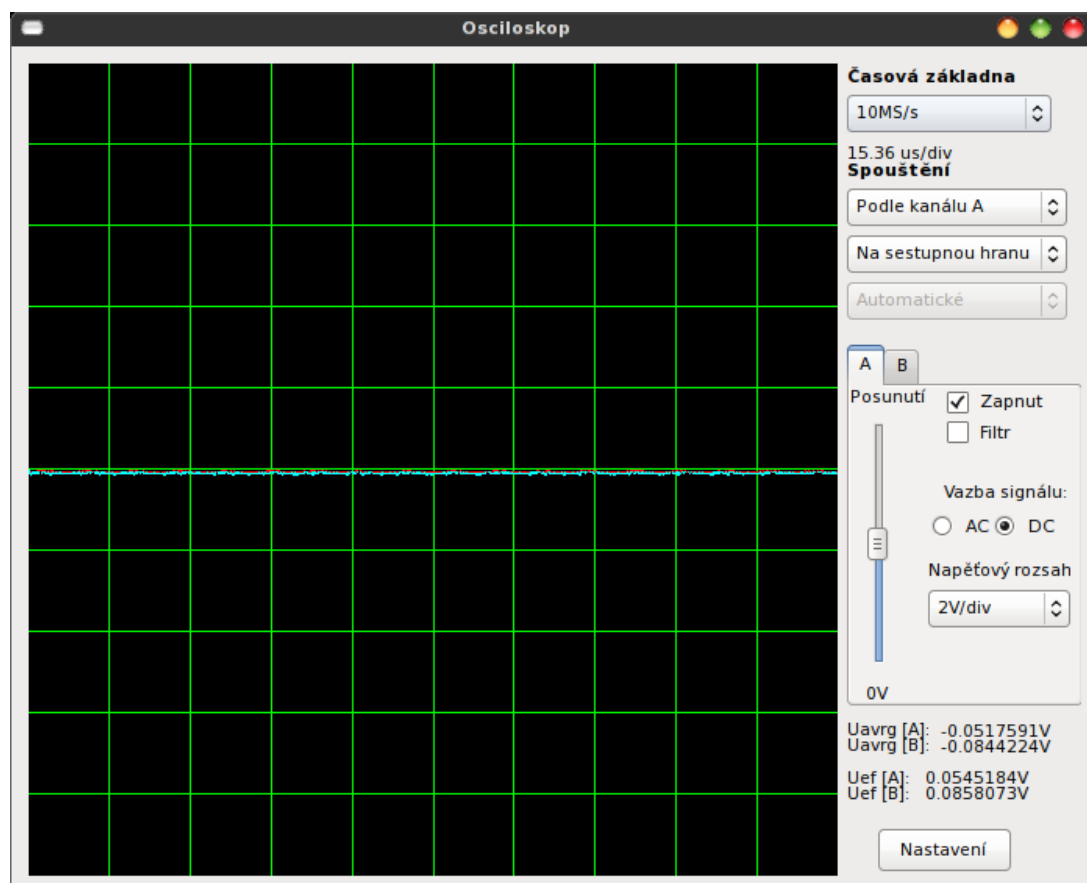 Osciloskop
Časová základna
10MS/s
15.36 us/div
Spouštění
Podle kanálu A
Na sestupnou hranu
Automatické
A B
Posunutí
Zapnut
Filtr
Vazba signálu:
AC DC
Napěťový rozsah
2V/div
0V
Uavrg [A]: -0.0517591V
Uavrg [B]: -0.0844224V
Uef [A]: 0.0545184V
Uef [B]: 0.0858073V
Nastavení